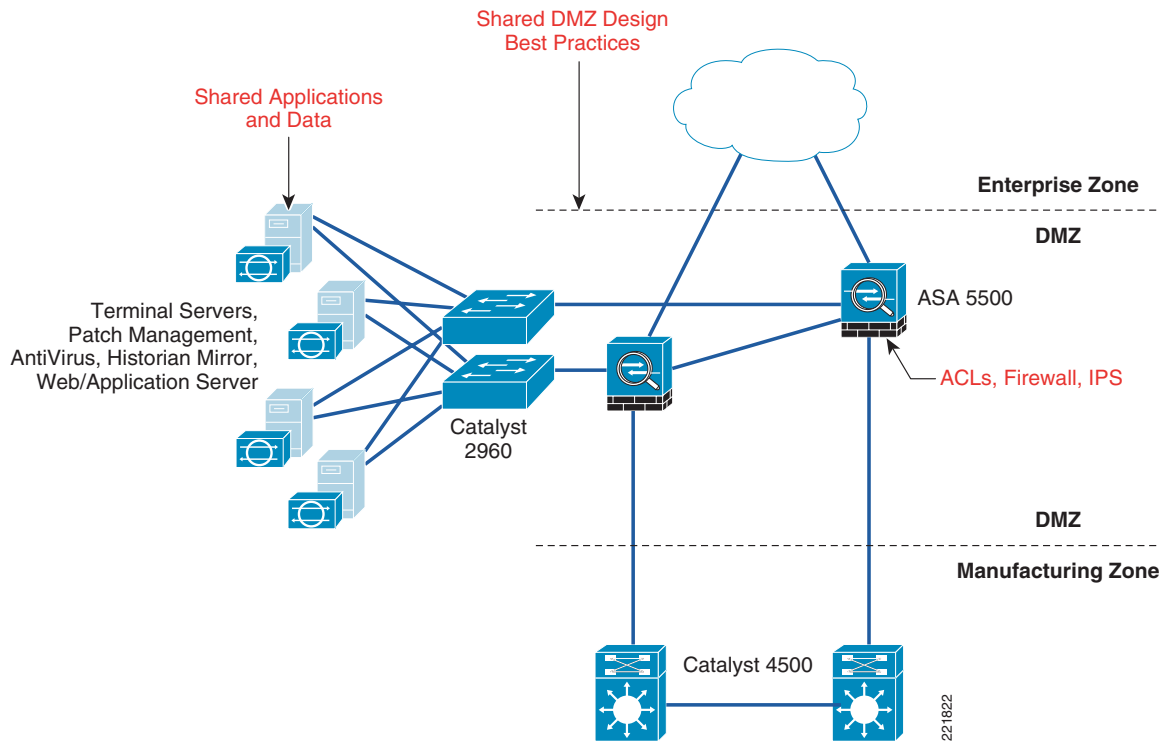 Shared DMZ Design
Best Practices
Shared Applications
and Data
Enterprise Zone
DMZ
ASA 5500
Terminal Servers,
Patch Management,
AntiVirus, Historian Mirror,
Web/Application Server
ACLs, Firewall, IPS
Catalyst
2960
DMZ
Manufacturing Zone
Catalyst 4500
221822